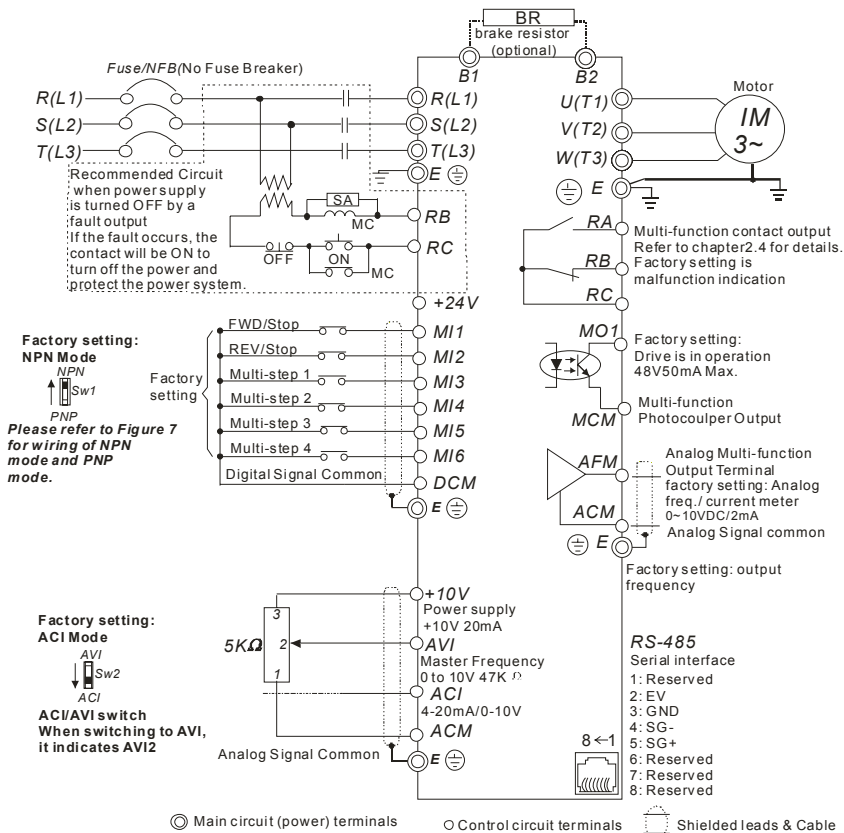 BR
brake resistor
(optional)
B1
B2
Fuse/NFB(No Fuse Breaker)
R(L1)
S(L2)
T(L3)
R(L1)
S(L2)
T(L3)
E
Recommended Circuit
when power supply
is turned OFF by a
fault output
If the fault occurs, the
contact will be ON to
turn off the power and
protect the power system.
SA
MC
OFF
ON
MC
RB
RC
+24V
Motor
IM
3~
U(T1)
V(T2)
W(T3)
E
RA
RB
RC
Multi-function contact output
Refer to chapter2.4 for details.
Factory setting is
malfunction indication
MO1
Factory setting:
Drive is in operation
48V50mA Max.
Multi-function
Photocoulper Output
MCM
Factory setting:
NPN Mode
NPN
Sw1
PNP
Please refer to Figure 7
for wiring of NPN
mode and PNP
mode.
Factory
setting
FWD/Stop
REV/Stop
Multi-step 1
Multi-step 2
Multi-step 3
Multi-step 4
Digital Signal Common
MI1
MI2
MI3
MI4
MI5
MI6
DCM
E
AFM
ACM
E
Analog Multi-function
Output Terminal
factory setting: Analog
freq./ current meter
0~10VDC/2mA
Analog Signal common
Factory setting: output
frequency
Factory setting:
ACI Mode
AVI
Sw2
ACI
ACI/AVI switch
When switching to AVI,
it indicates AVI2
5KΩ
3
2
1
+10V
Power supply
+10V 20mA
AVI
Master Frequency
0 to 10V 47K Ω
ACI
4-20mA/0-10V
ACM
Analog Signal Common
E
RS-485
Serial interface
1: Reserved
2: EV
3: GND
4: SG-
5: SG+
6: Reserved
7: Reserved
8: Reserved
8←1
Main circuit (power) terminals
Control circuit terminals
Shielded leads & Cable